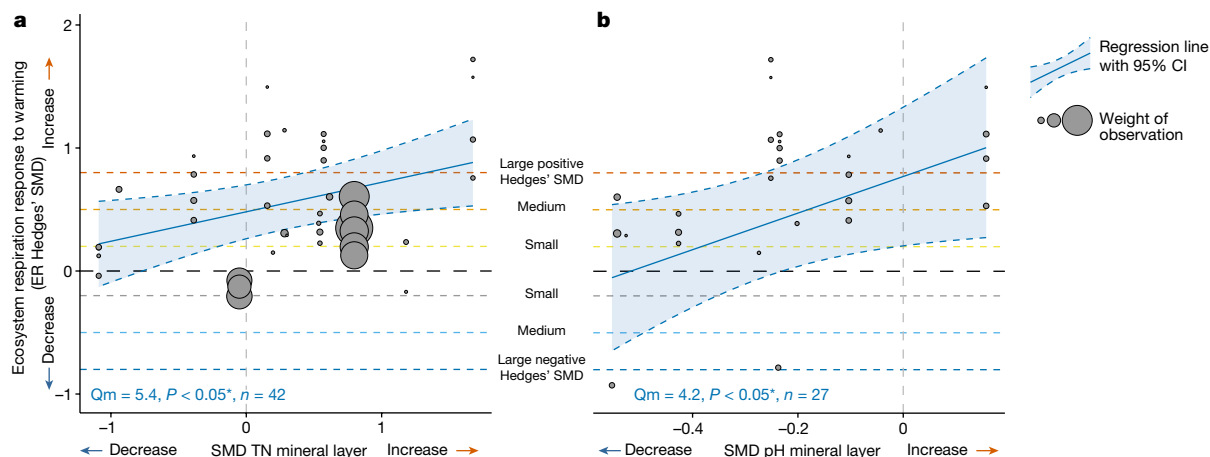 a
b
Ecosystem respiration response to warming
(ER Hedges' SMD)
Decrease
Increase
2
1
0
−1
Large positive
Hedges' SMD
Medium
Small
Small
Medium
Large negative
Hedges' SMD
Qm = 5.4, P < 0.05*, n = 42
−1
0
1
Decrease
SMD TN mineral layer
Increase
Qm = 4.2, P < 0.05*, n = 27
−0.4
−0.2
0
Decrease
SMD pH mineral layer
Increase
Regression line
with 95% CI
Weight of
observation